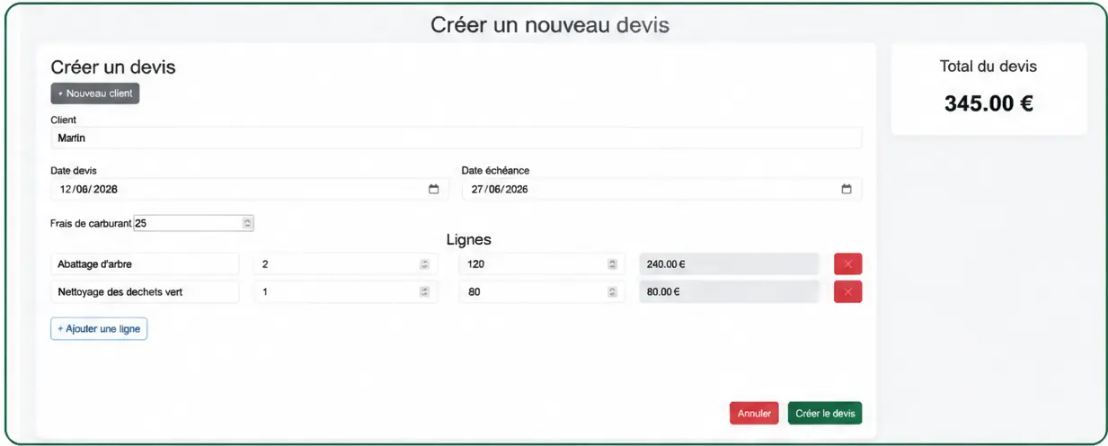 Créer un nouveau devis
Créer un devis
+ Nouveau client
Client
Martin
Date devis
Date échéance
12/06/2026
27/06/2026
Frais de carburant 25
Lignes
Abattage d'arbre 2 120 240.00 €
Nettoyage des dechets vert 1 80 80.00 €
+ Ajouter une ligne
Annuler
Créer le devis
Total du devis
345.00 €